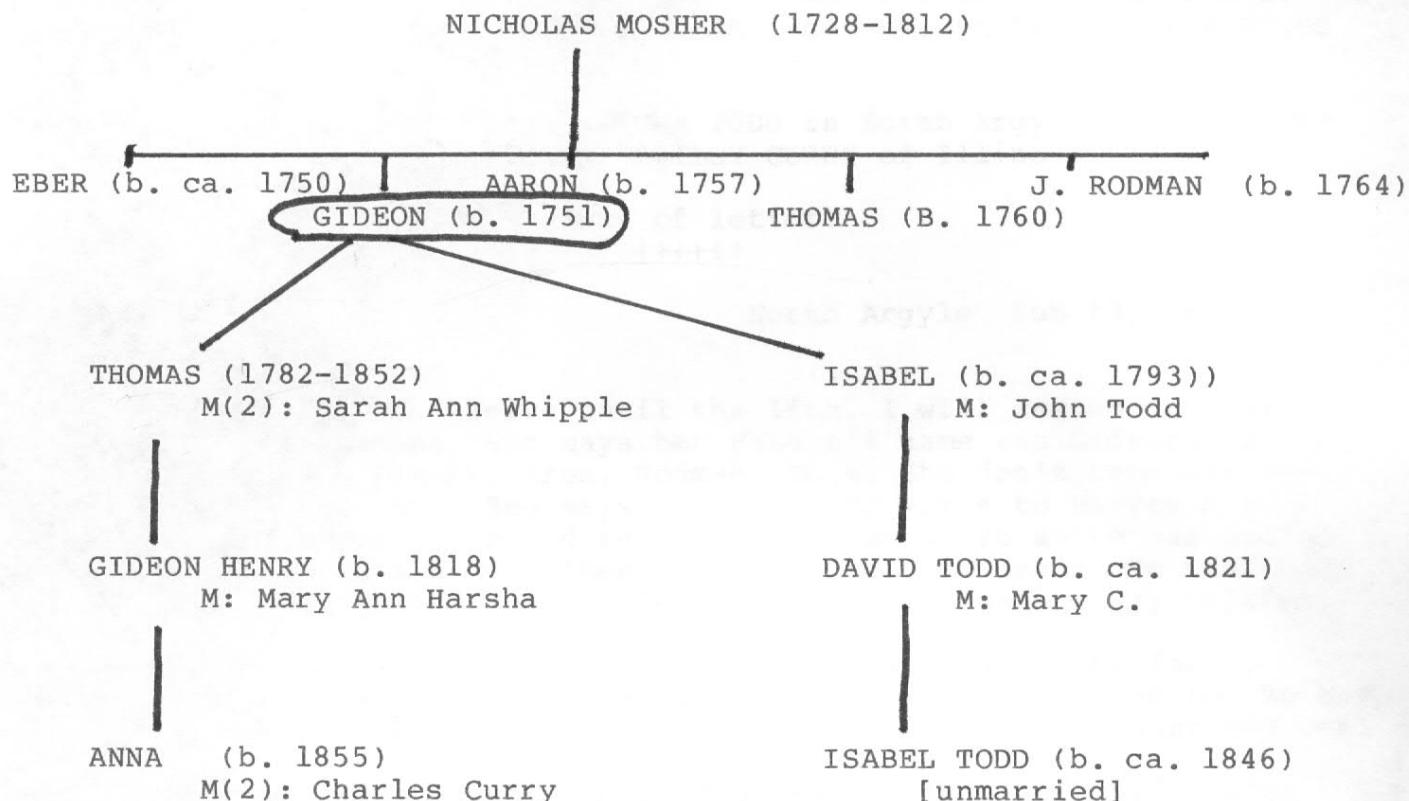 NICHOLAS MOSHER (1728-1812)
EBER (b. ca. 1750) AARON (b. 1757) J. RODMAN (b. 1764)
GIDEON (b. 1751) THOMAS (B. 1760)
North Argyle
THOMAS (1782-1852) ISABEL (b. ca. 1793))
M(2): Sarah Ann Whipple M: John Todd
GIDEON HENRY (b. 1818) DAVID TODD (b. ca. 1821)
M: Mary Ann Harsha M: Mary C.
ANNA (b. 1855) ISABEL TODD (b. ca. 1846)
M(2): Charles Curry [unmarried]